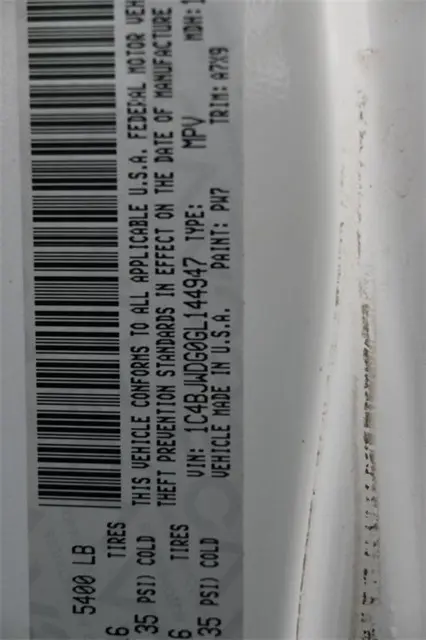 5400 LB
6 TIRES
35 PSI) COLD
6 TIRES
35 PSI) COLD
THIS VEHICLE CONFORMS TO ALL APPLICABLE U.S.A. FEDERAL MOTOR VEH
THEFT PREVENTION STANDARDS IN EFFECT ON THE DATE OF MANUFACTURE
VIN: 1C4BJWDG0GL144947 TYPE: MPV MDH:1
VEHICLE MADE IN U.S.A. PAINT: PW7 TRIM: A7X9